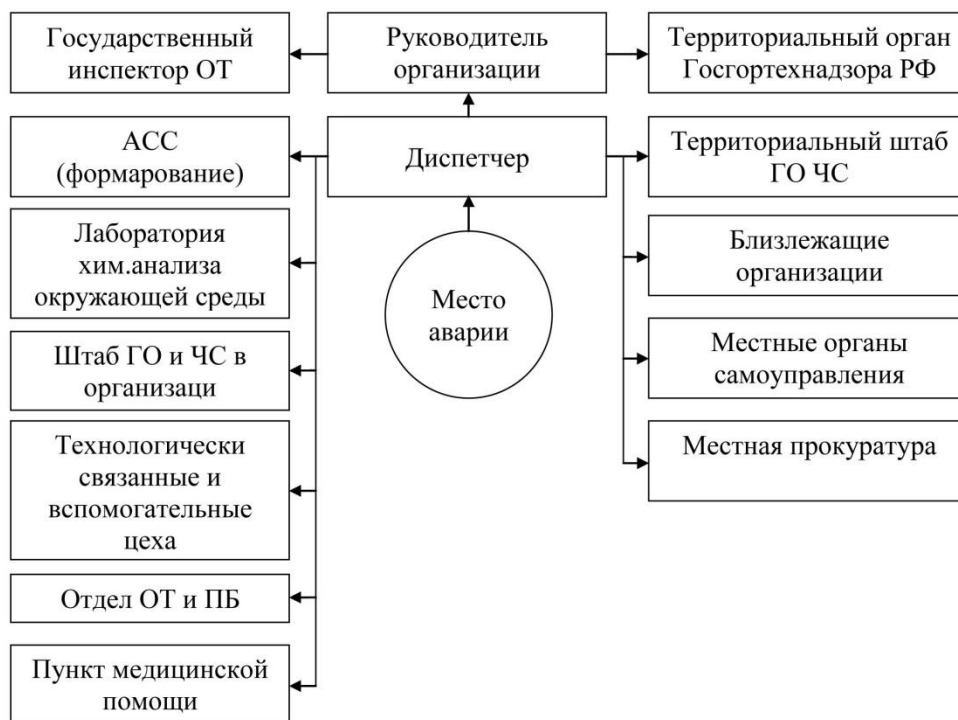 Государственный
инспектор ОТ
Руководитель
организации
Территориальный орган
Госгортехнадзора РФ
АСС
(формарование)
Диспетчер
Территориальный штаб
ГО ЧС
Лаборатория
хим.анализа
окружающей среды
Место
аварии
Близлежащие
организации
Штаб ГО и ЧС в
организаци
Местные органы
самоуправления
Технологически
связанные и
вспомогательные
цеха
Местная прокуратура
Отдел ОТ и ПБ
Пункт медицинской
помощи